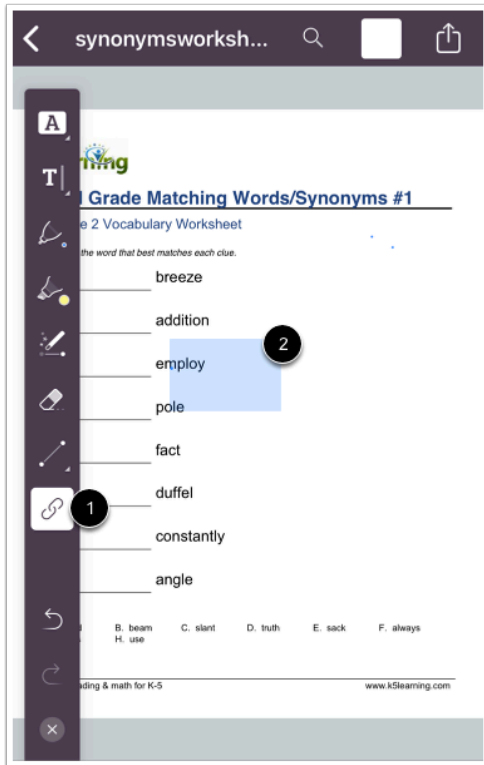 synonymsworksh...
A
T
ning
Grade Matching Words/Synonyms #1
e 2 Vocabulary Worksheet
the word that best matches each clue.
breeze
addition
employ
2
pole
fact
duffel
1
constantly
angle
B. beam C. slant D. truth E. sack F. always
H. use
ading & math for K-5 www.k5learning.com